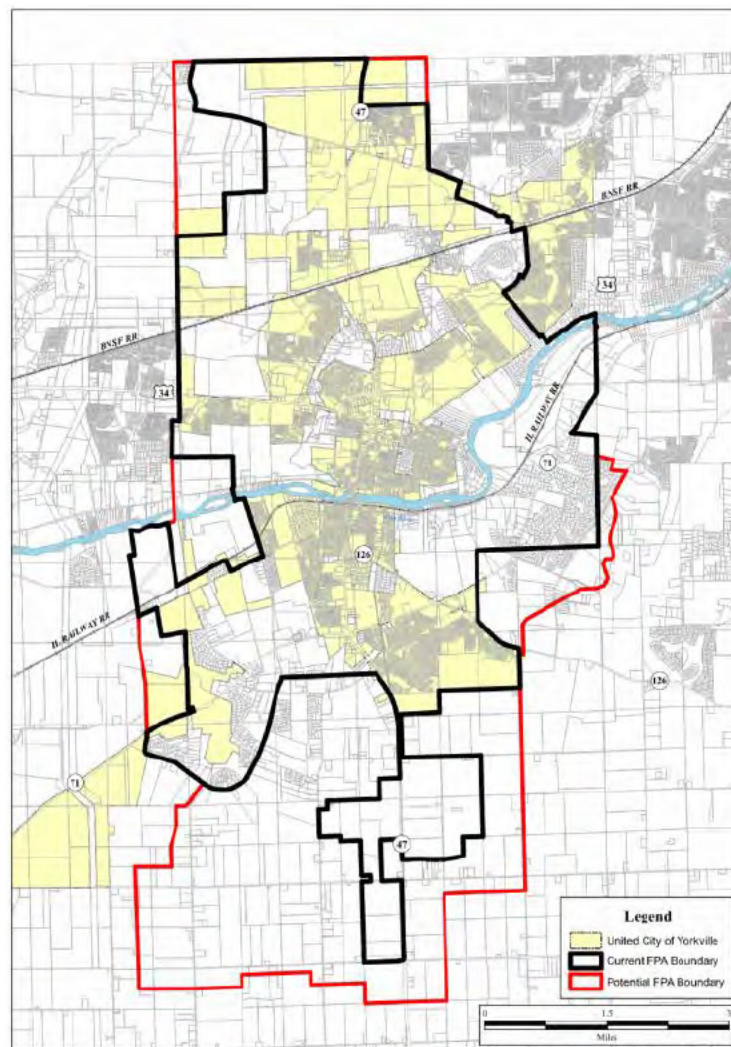 47
BNSF RR
34
BNSF RR
34
IL RAILWAY RR
71
126
IL RAILWAY RR
126
71
47
Legend
United City of Yorkville
Current FPA Boundary
Potential FPA Boundary
0 1.5 3
Miles